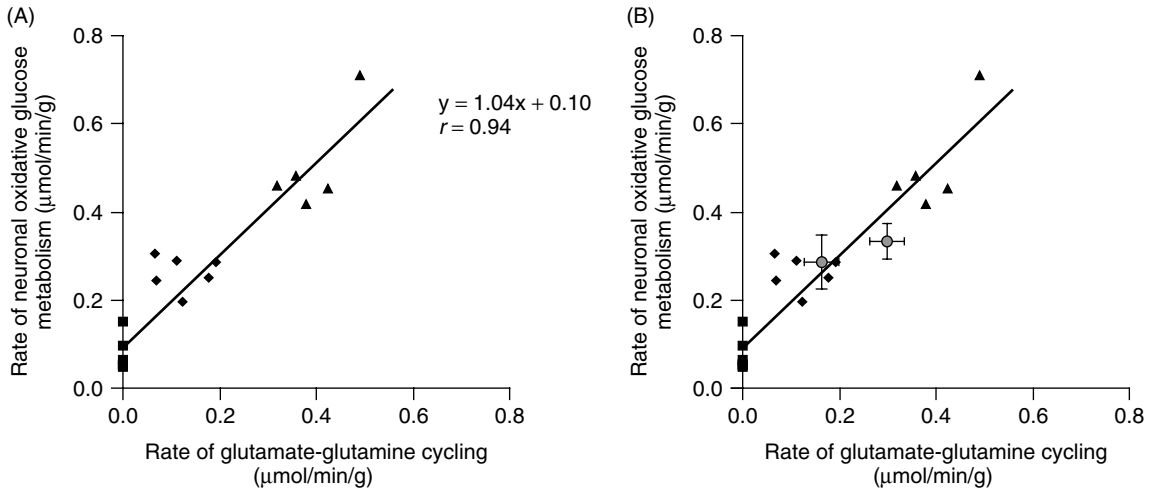 (A)
Rate of neuronal oxidative glucose
metabolism (μmol/min/g)
0.8
0.6
0.4
0.2
0.0
0.0 0.2 0.4 0.6 0.8
Rate of glutamate-glutamine cycling
(μmol/min/g)
y = 1.04x + 0.10
r = 0.94
(B)
Rate of neuronal oxidative glucose
metabolism (μmol/min/g)
0.8
0.6
0.4
0.2
0.0
0.0 0.2 0.4 0.6 0.8
Rate of glutamate-glutamine cycling
(μmol/min/g)